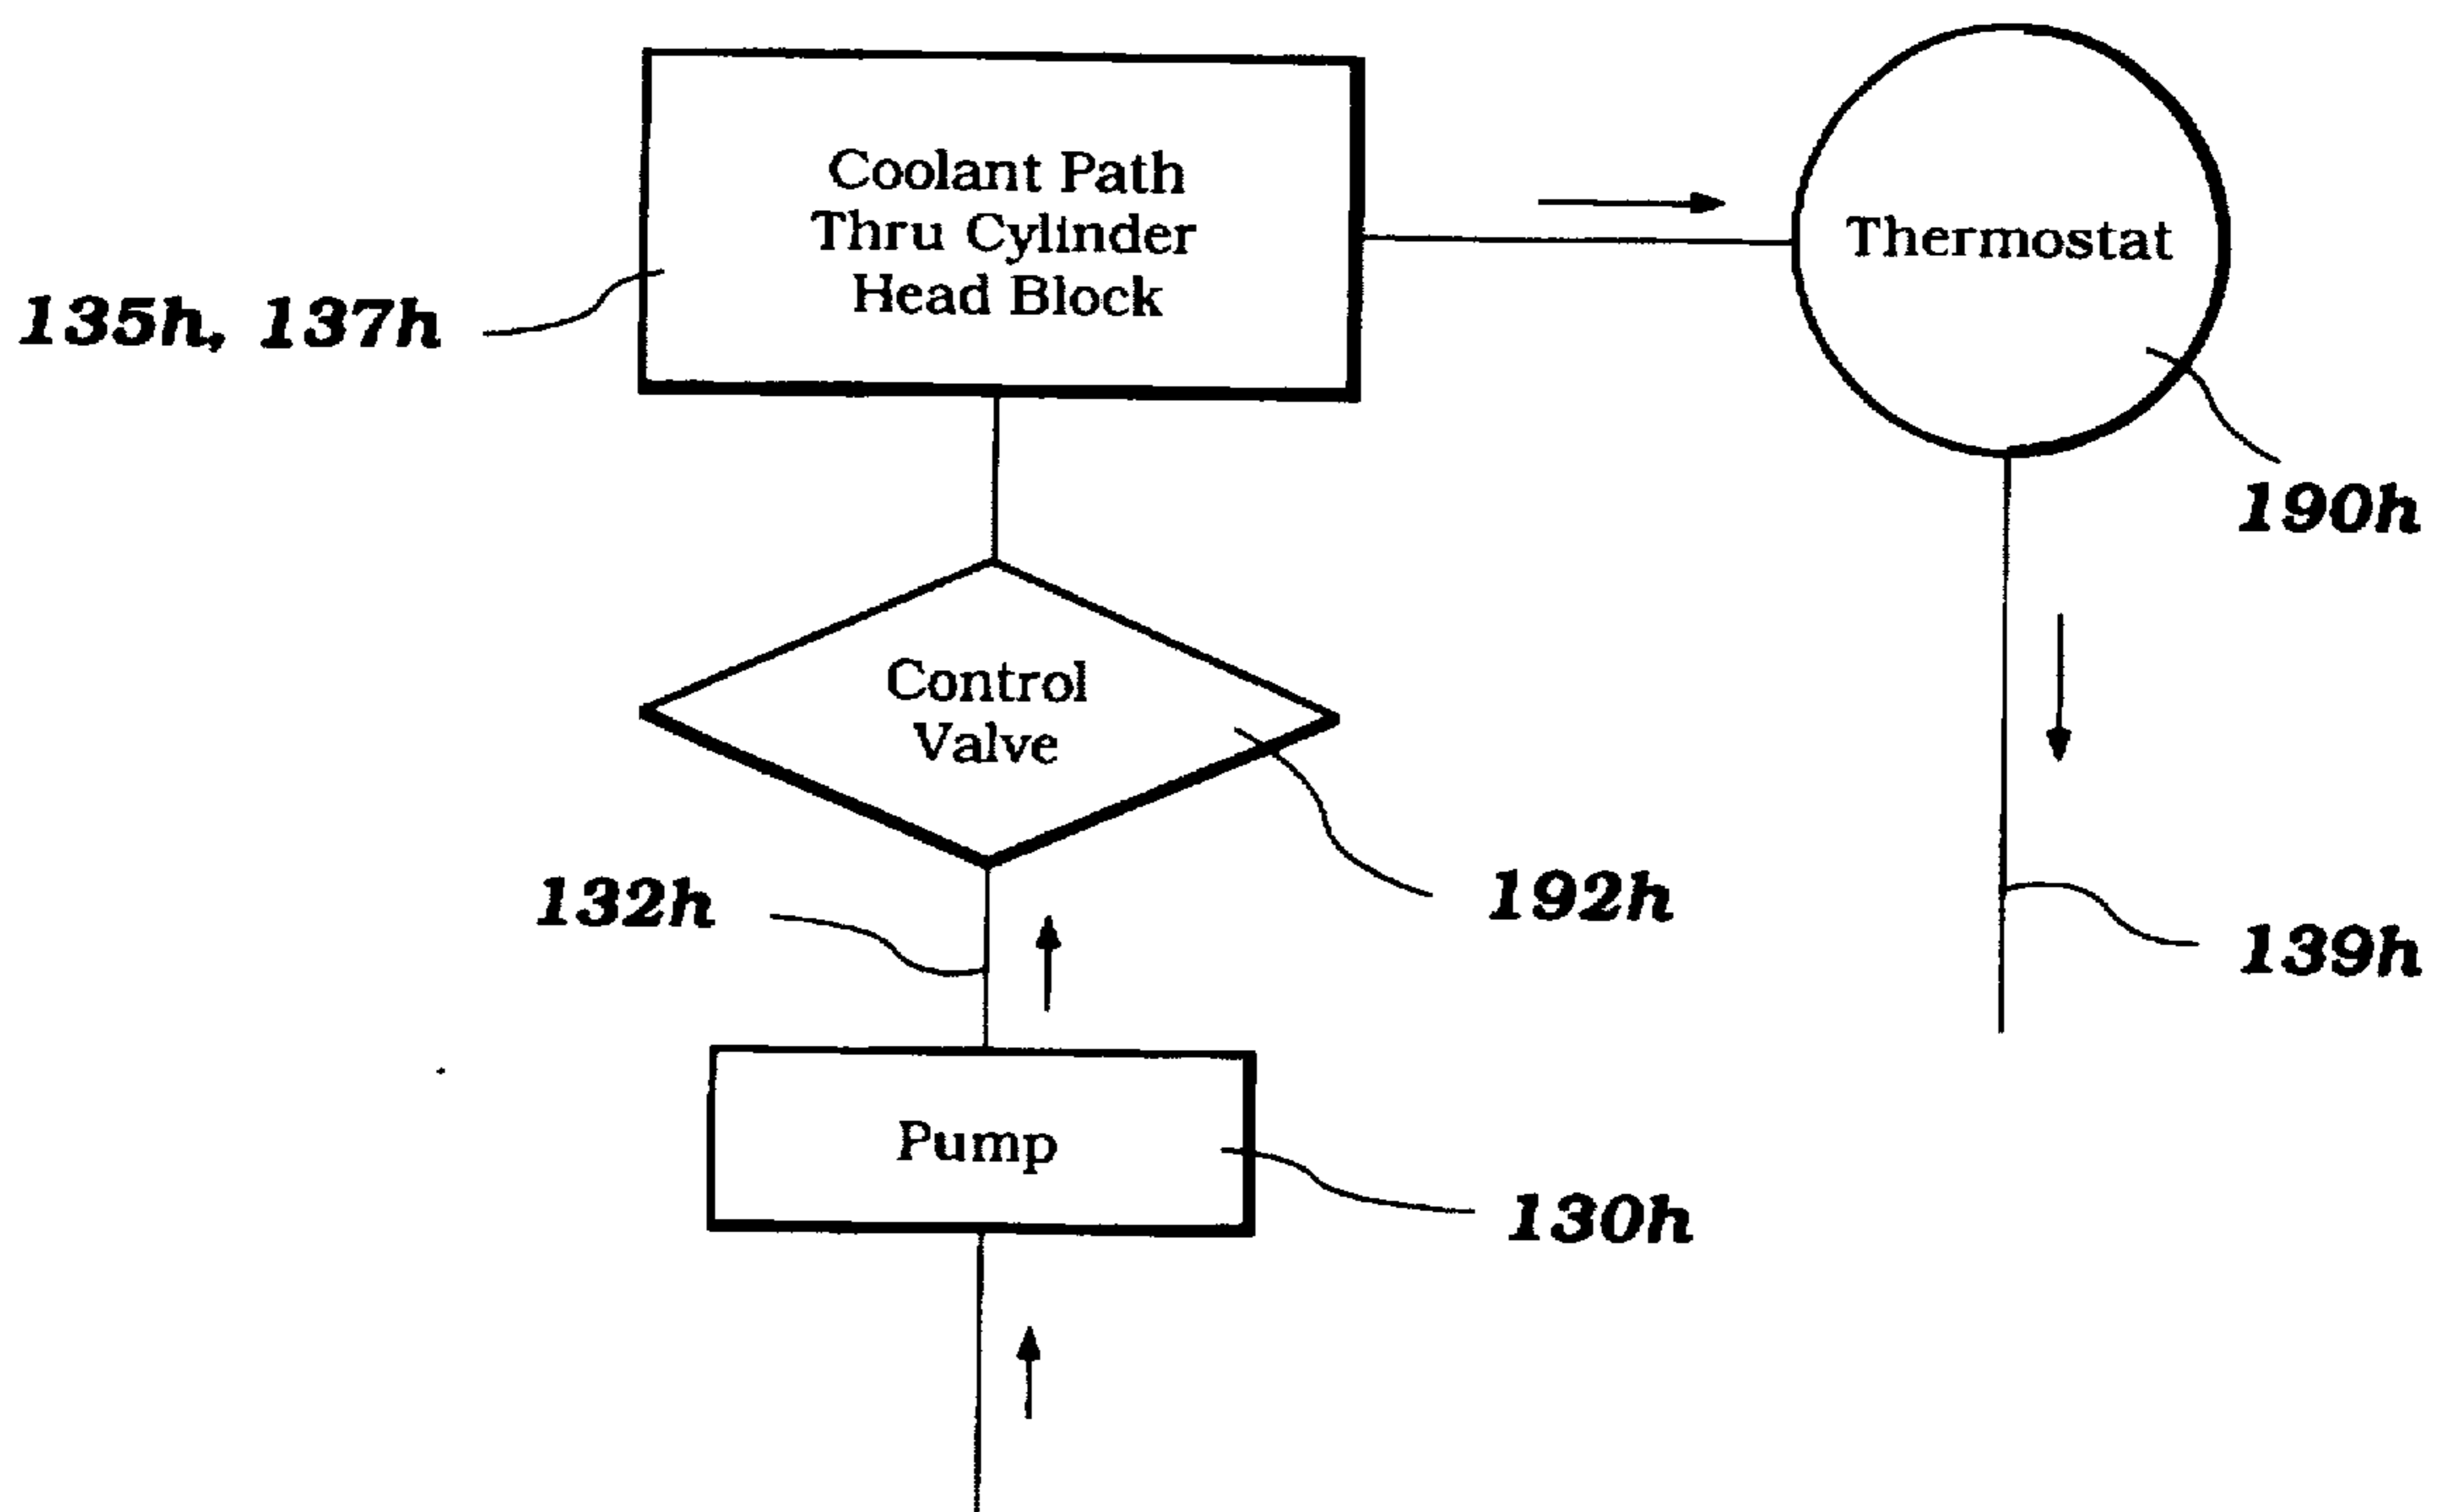 Coolant Path
Thru Cylinder
Head Block
Thermostat
135h, 137h
190h
Control
Valve
132h
192h
139h
Pump
130h